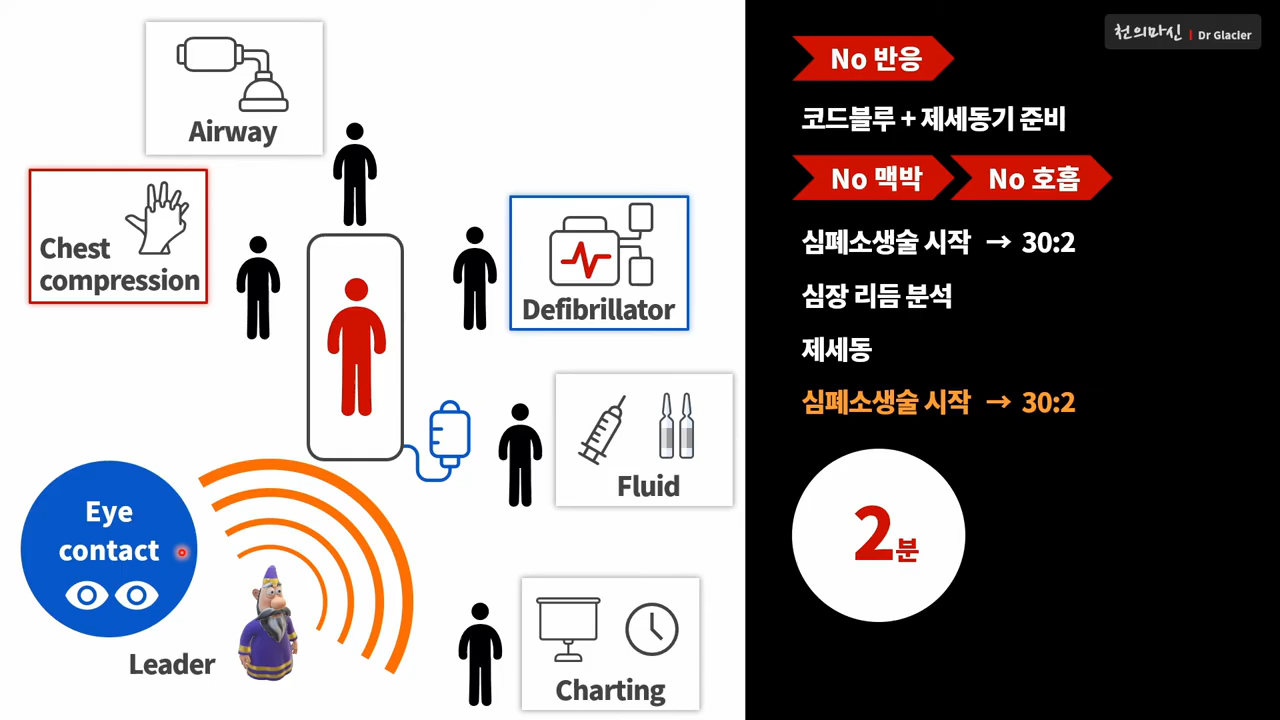 Airway
Chest
compression
Defibrillator
Fluid
Eye
contact
Leader
Charting
천의마신 | Dr Glacier
No 반응
코드블루 + 제세동기 준비
No 맥박 No 호흡
심폐소생술 시작 → 30:2
심장 리듬 분석
제세동
심폐소생술 시작 → 30:2
2분